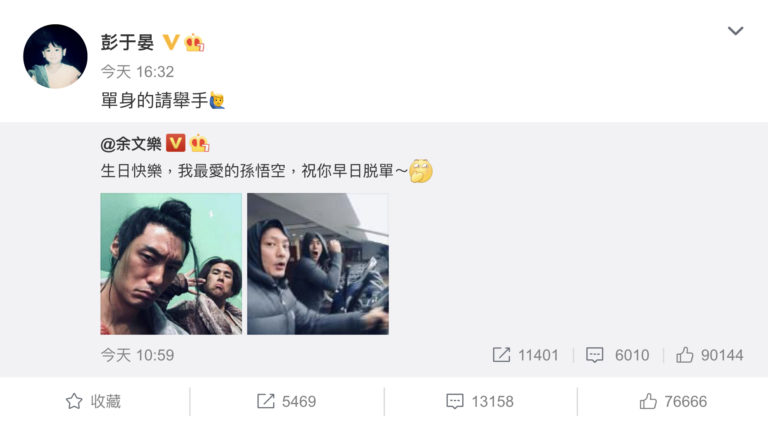 彭于晏
今天 16:32
單身的請舉手🙋‍♂️
@余文樂
生日快樂，我最愛的孫悟空，祝你早日脱單～
今天 10:59
11401
6010
90144
收藏
5469
13158
76666